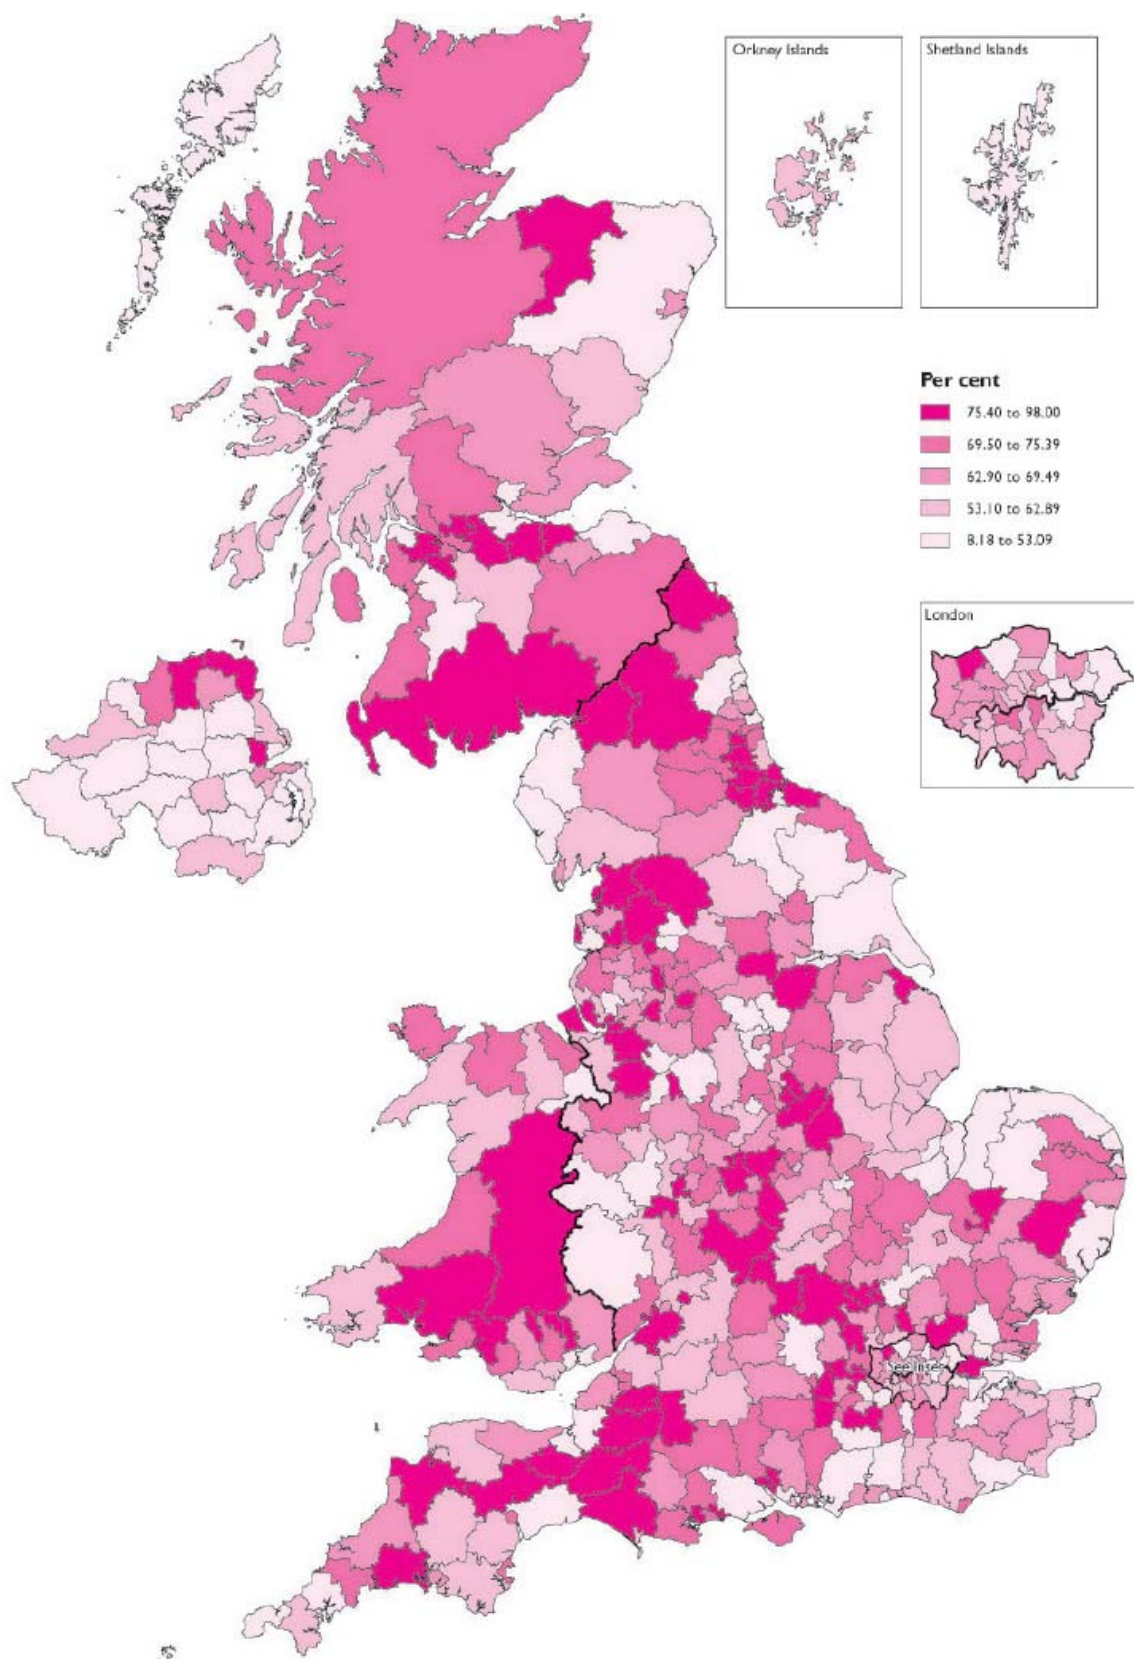 Orkney Islands
Shetland Islands
Per cent
75.40 to 98.00
69.50 to 75.39
62.90 to 69.49
53.10 to 62.89
8.18 to 53.09
London
See Inset